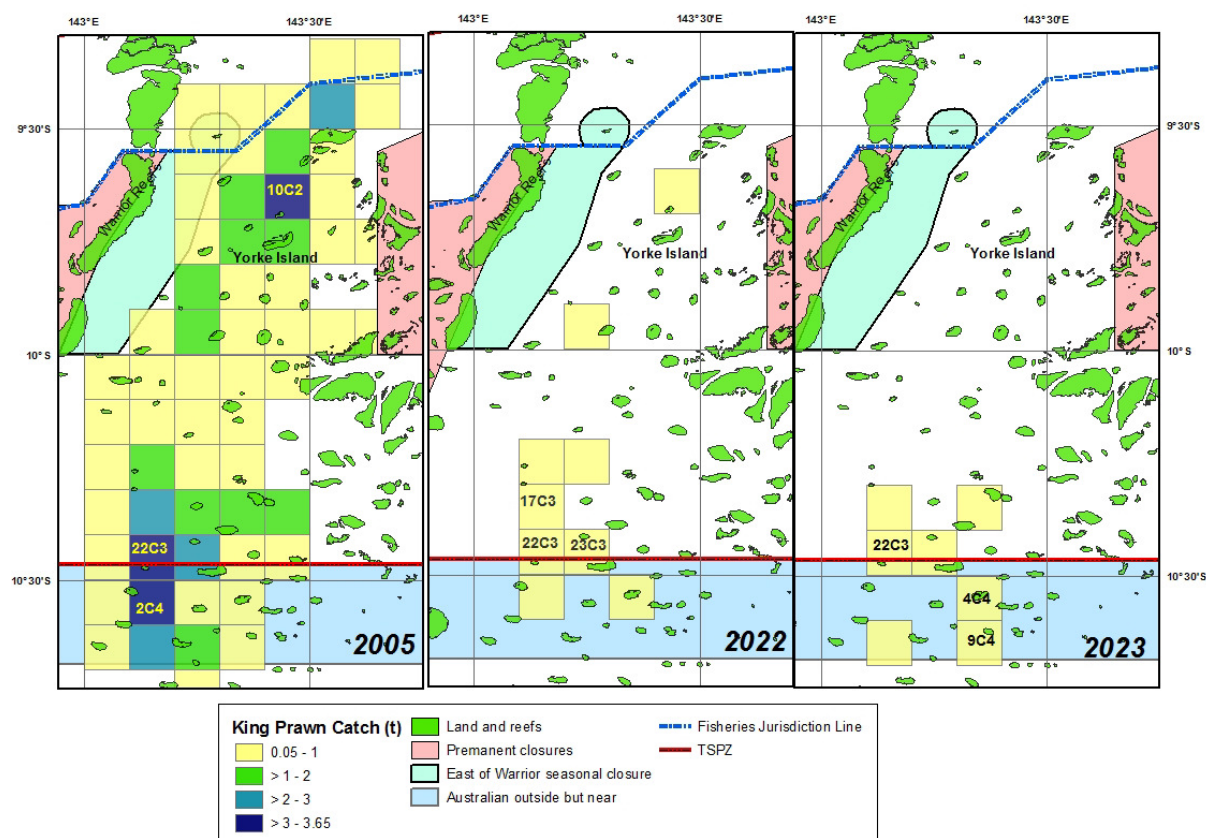 143°E 143°30'E 143°E 143°30'E 143°E 143°30'E
9°30'S
10°S
10°30'S
Warrior Reefs
10C2
Yorke Island
22C3
2C4
2005
Warrior Reefs
Yorke Island
17C3
22C3 23C3
2022
Warrior Reefs
Yorke Island
22C3
4C4
9C4
2023
9°30'S
10°S
10°30'S
King Prawn Catch (t)
0.05 - 1
> 1 - 2
> 2 - 3
> 3 - 3.65
Land and reefs
Premanent closures
East of Warrior seasonal closure
Australian outside but near
Fisheries Jurisdiction Line
TSPZ